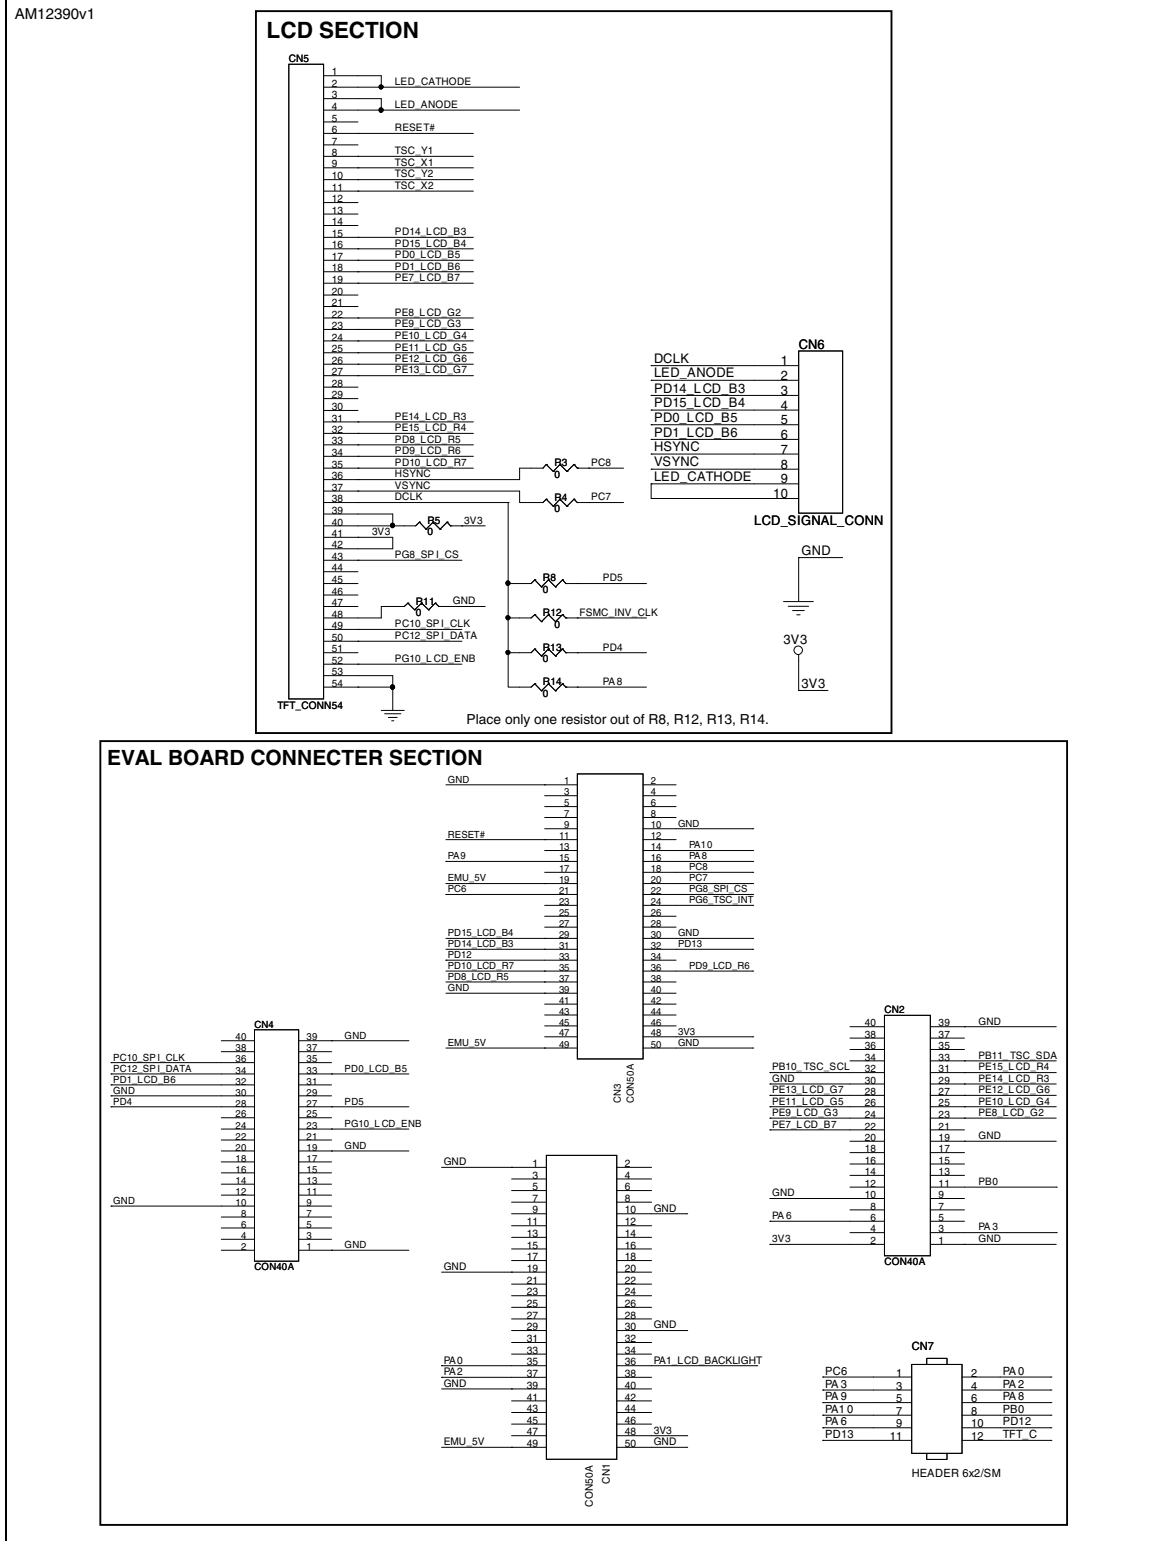 AM12390v1
LCD SECTION
CN5
1
2 LED_CATHODE
3
4 LED_ANODE
5
6 RESET#
7
8 TSC_Y1
9 TSC_X1
10 TSC_Y2
11 TSC_X2
12
13
14
15 PD14_LCD_B3
16 PD15_LCD_B4
17 PD0_LCD_B5
18 PD1_LCD_B6
19 PE7_LCD_B7
20
21
22 PE8_LCD_G2
23 PE9_LCD_G3
24 PE10_LCD_G4
25 PE11_LCD_G5
26 PE12_LCD_G6
27 PE13_LCD_G7
28
29
30
31 PE14_LCD_R3
32 PE15_LCD_R4
33 PD8_LCD_R5
34 PD9_LCD_R6
35 PD10_LCD_R7
36 HSYNC R3 0 PC8
37 VSYNC R4 0 PC7
38 DCLK
39
40 R5 0 3V3
41 3V3
42
43 PG8_SPI_CS
44
45
46
47
48 R11 0 GND
49 PC10_SPI_CLK
50 PC12_SPI_DATA
51
52 PG10_LCD_ENB
53
54
TFT_CONN54
R8 0 PD5
R12 0 FSMC_INV_CLK
R13 0 PD4
R14 0 PA8
Place only one resistor out of R8, R12, R13, R14.
CN6
DCLK 1
LED_ANODE 2
PD14_LCD_B3 3
PD15_LCD_B4 4
PD0_LCD_B5 5
PD1_LCD_B6 6
HSYNC 7
VSYNC 8
LED_CATHODE 9
10
LCD_SIGNAL_CONN
GND
3V3
3V3
EVAL BOARD CONNECTER SECTION
GND 1 2
3 4
5 6
7 8
9 10 GND
RESET# 11 12
13 14 PA10
PA9 15 16 PA8
17 18 PC8
EMU_5V 19 20 PC7
PC6 21 22 PG8_SPI_CS
23 24 PG6_TSC_INT
25 26
27 28
PD15_LCD_B4 29 30 GND
PD14_LCD_B3 31 32 PD13
PD12 33 34
PD10_LCD_R7 35 36 PD9_LCD_R6
PD8_LCD_R5 37 38
GND 39 40
41 42
43 44
45 46
47 48 3V3
EMU_5V 49 50 GND
CN3
CON50A
CN4
40 39 GND
38 37
PC10_SPI_CLK 36 35
PC12_SPI_DATA 34 33 PD0_LCD_B5
PD1_LCD_B6 32 31
GND 30 29
PD4 28 27 PD5
26 25
24 23 PG10_LCD_ENB
22 21
20 19 GND
18 17
16 15
14 13
12 11
GND 10 9
8 7
6 5
4 3
2 1 GND
CON40A
CN2
40 39 GND
38 37
36 35
34 33 PB11_TSC_SDA
PB10_TSC_SCL 32 31 PE15_LCD_R4
GND 30 29 PE14_LCD_R3
PE13_LCD_G7 28 27 PE12_LCD_G6
PE11_LCD_G5 26 25 PE10_LCD_G4
PE9_LCD_G3 24 23 PE8_LCD_G2
PE7_LCD_B7 22 21
20 19 GND
18 17
16 15
14 13
12 11 PB0
GND 10 9
8 7
PA6 6 5
4 3 PA3
3V3 2 1 GND
CON40A
GND 1 2
3 4
5 6
7 8
9 10 GND
11 12
13 14
15 16
17 18
GND 19 20
21 22
23 24
25 26
27 28
29 30 GND
31 32
33 34
PA0 35 36 PA1_LCD_BACKLIGHT
PA2 37 38
GND 39 40
41 42
43 44
45 46
47 48 3V3
EMU_5V 49 50 GND
CON50A
CN1
CN7
PC6 1 2 PA0
PA3 3 4 PA2
PA9 5 6 PA8
PA10 7 8 PB0
PA6 9 10 PD12
PD13 11 12 TFT_C
HEADER 6x2/SM